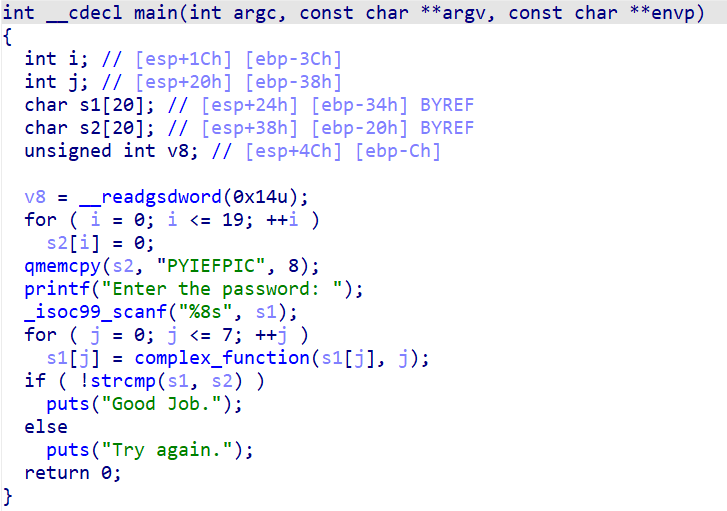 int __cdecl main(int argc, const char **argv, const char **envp)
{
  int i; // [esp+1Ch] [ebp-3Ch]
  int j; // [esp+20h] [ebp-38h]
  char s1[20]; // [esp+24h] [ebp-34h] BYREF
  char s2[20]; // [esp+38h] [ebp-20h] BYREF
  unsigned int v8; // [esp+4Ch] [ebp-Ch]

  v8 = __readgsdword(0x14u);
  for ( i = 0; i <= 19; ++i )
    s2[i] = 0;
  qmemcpy(s2, "PYIEFPIC", 8);
  printf("Enter the password: ");
  _isoc99_scanf("%8s", s1);
  for ( j = 0; j <= 7; ++j )
    s1[j] = complex_function(s1[j], j);
  if ( !strcmp(s1, s2) )
    puts("Good Job.");
  else
    puts("Try again.");
  return 0;
}